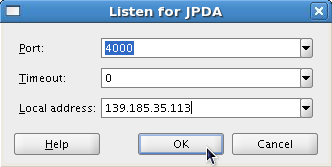 Listen for JPDA
Port: 4000
Timeout: 0
Local address: 139.185.35.113
Help OK Cancel